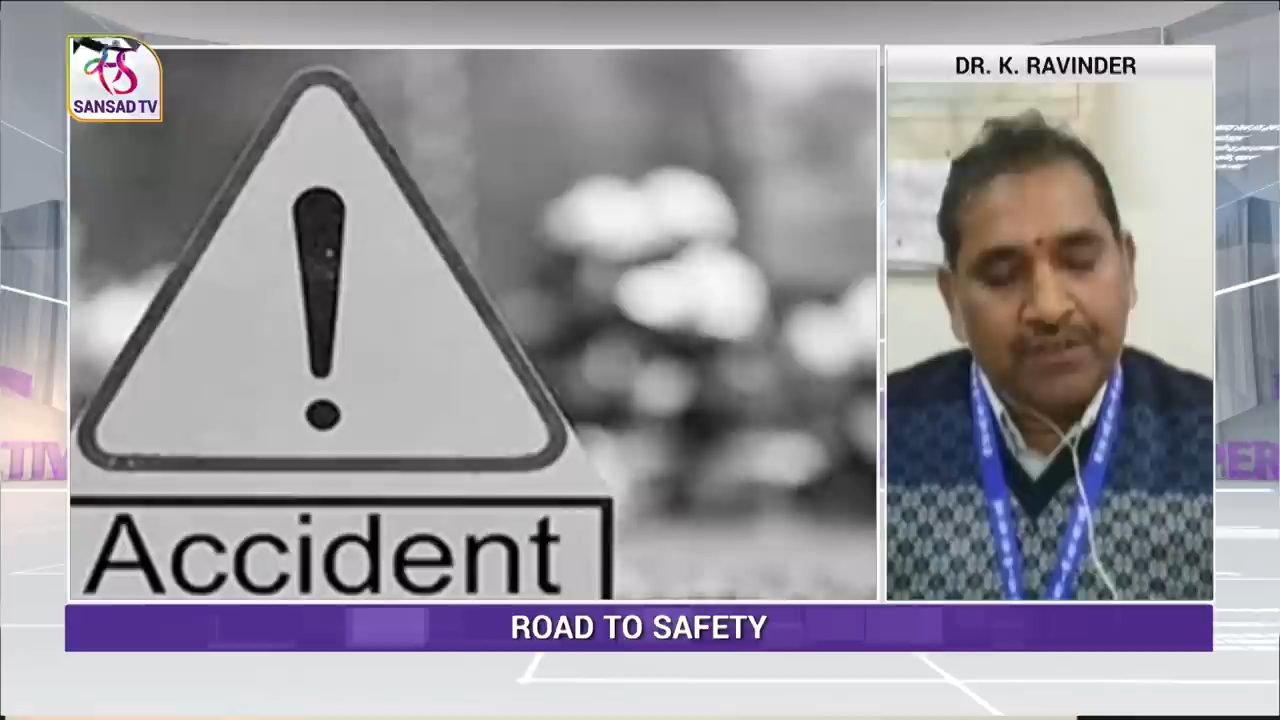 SANSAD TV
DR. K. RAVINDER
Accident
ROAD TO SAFETY